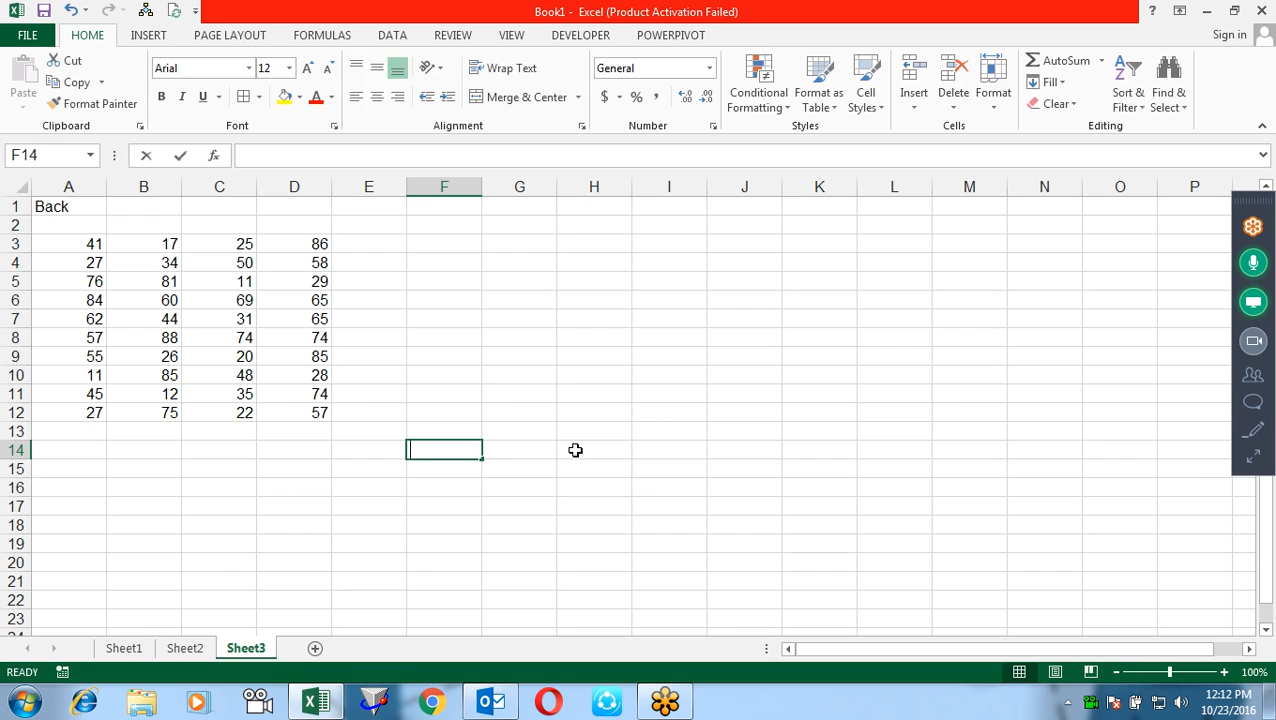 Book1 - Excel (Product Activation Failed)
FILE HOME INSERT PAGE LAYOUT FORMULAS DATA REVIEW VIEW DEVELOPER POWERPIVOT Sign in
Paste
Cut
Copy
Format Painter
Clipboard
Arial 12
B I U
A
Font
Wrap Text
Merge & Center
Alignment
General
$ % ,
Number
Conditional Formatting
Format as Table
Cell Styles
Styles
Insert
Delete
Format
Cells
AutoSum
Fill
Clear
Sort & Filter
Find & Select
Editing
F14 fx
A B C D E F G H I J K L M N O P
1 Back
2
3 41 17 25 86
4 27 34 50 58
5 76 81 11 29
6 84 60 69 65
7 62 44 31 65
8 57 88 74 74
9 55 26 20 85
10 11 85 48 28
11 45 12 35 74
12 27 75 22 57
13
14
15
16
17
18
19
20
21
22
23
24
Sheet1 Sheet2 Sheet3
READY 100%
12:12 PM
10/23/2016